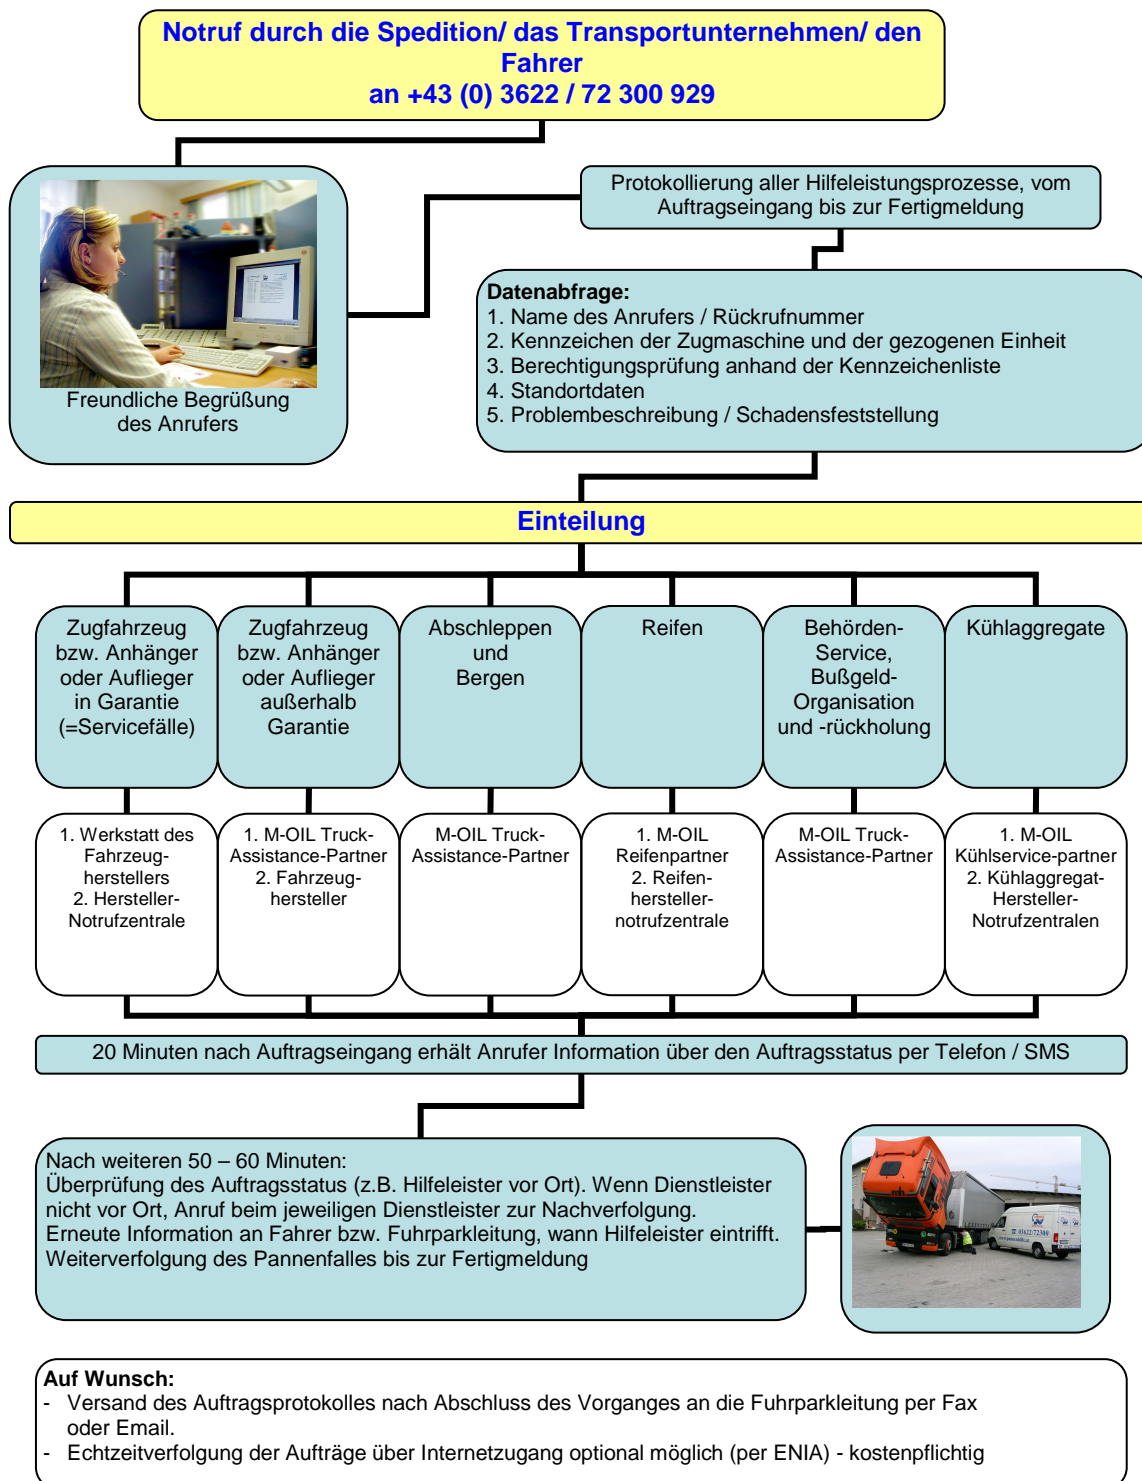 Notruf durch die Spedition/ das Transportunternehmen/ den
Fahrer
an +43 (0) 3622 / 72 300 929
Freundliche Begrüßung
des Anrufers
Protokollierung aller Hilfeleistungsprozesse, vom
Auftragseingang bis zur Fertigmeldung
Datenabfrage:
1. Name des Anrufers / Rückrufnummer
2. Kennzeichen der Zugmaschine und der gezogenen Einheit
3. Berechtigungsprüfung anhand der Kennzeichenliste
4. Standortdaten
5. Problembeschreibung / Schadensfeststellung
Einteilung
Zugfahrzeug
bzw. Anhänger
oder Auflieger
in Garantie
(=Servicefälle)
Zugfahrzeug
bzw. Anhänger
oder Auflieger
außerhalb
Garantie
Abschleppen
und
Bergen
Reifen
Behörden-
Service,
Bußgeld-
Organisation
und -rückholung
Kühlaggregate
1. Werkstatt des
Fahrzeug-
herstellers
2. Hersteller-
Notrufzentrale
1. M-OIL Truck-
Assistance-Partner
2. Fahrzeug-
hersteller
M-OIL Truck-
Assistance-Partner
1. M-OIL
Reifenpartner
2. Reifen-
hersteller-
notrufzentrale
M-OIL Truck-
Assistance-Partner
1. M-OIL
Kühlservice-partner
2. Kühlaggregat-
Hersteller-
Notrufzentralen
20 Minuten nach Auftragseingang erhält Anrufer Information über den Auftragsstatus per Telefon / SMS
Nach weiteren 50 – 60 Minuten:
Überprüfung des Auftragsstatus (z.B. Hilfeleister vor Ort). Wenn Dienstleister
nicht vor Ort, Anruf beim jeweiligen Dienstleister zur Nachverfolgung.
Erneute Information an Fahrer bzw. Fuhrparkleitung, wann Hilfeleister eintrifft.
Weiterverfolgung des Pannenfalles bis zur Fertigmeldung
03622/72300
Auf Wunsch:
- Versand des Auftragsprotokolles nach Abschluss des Vorganges an die Fuhrparkleitung per Fax
oder Email.
- Echtzeitverfolgung der Aufträge über Internetzugang optional möglich (per ENIA) - kostenpflichtig